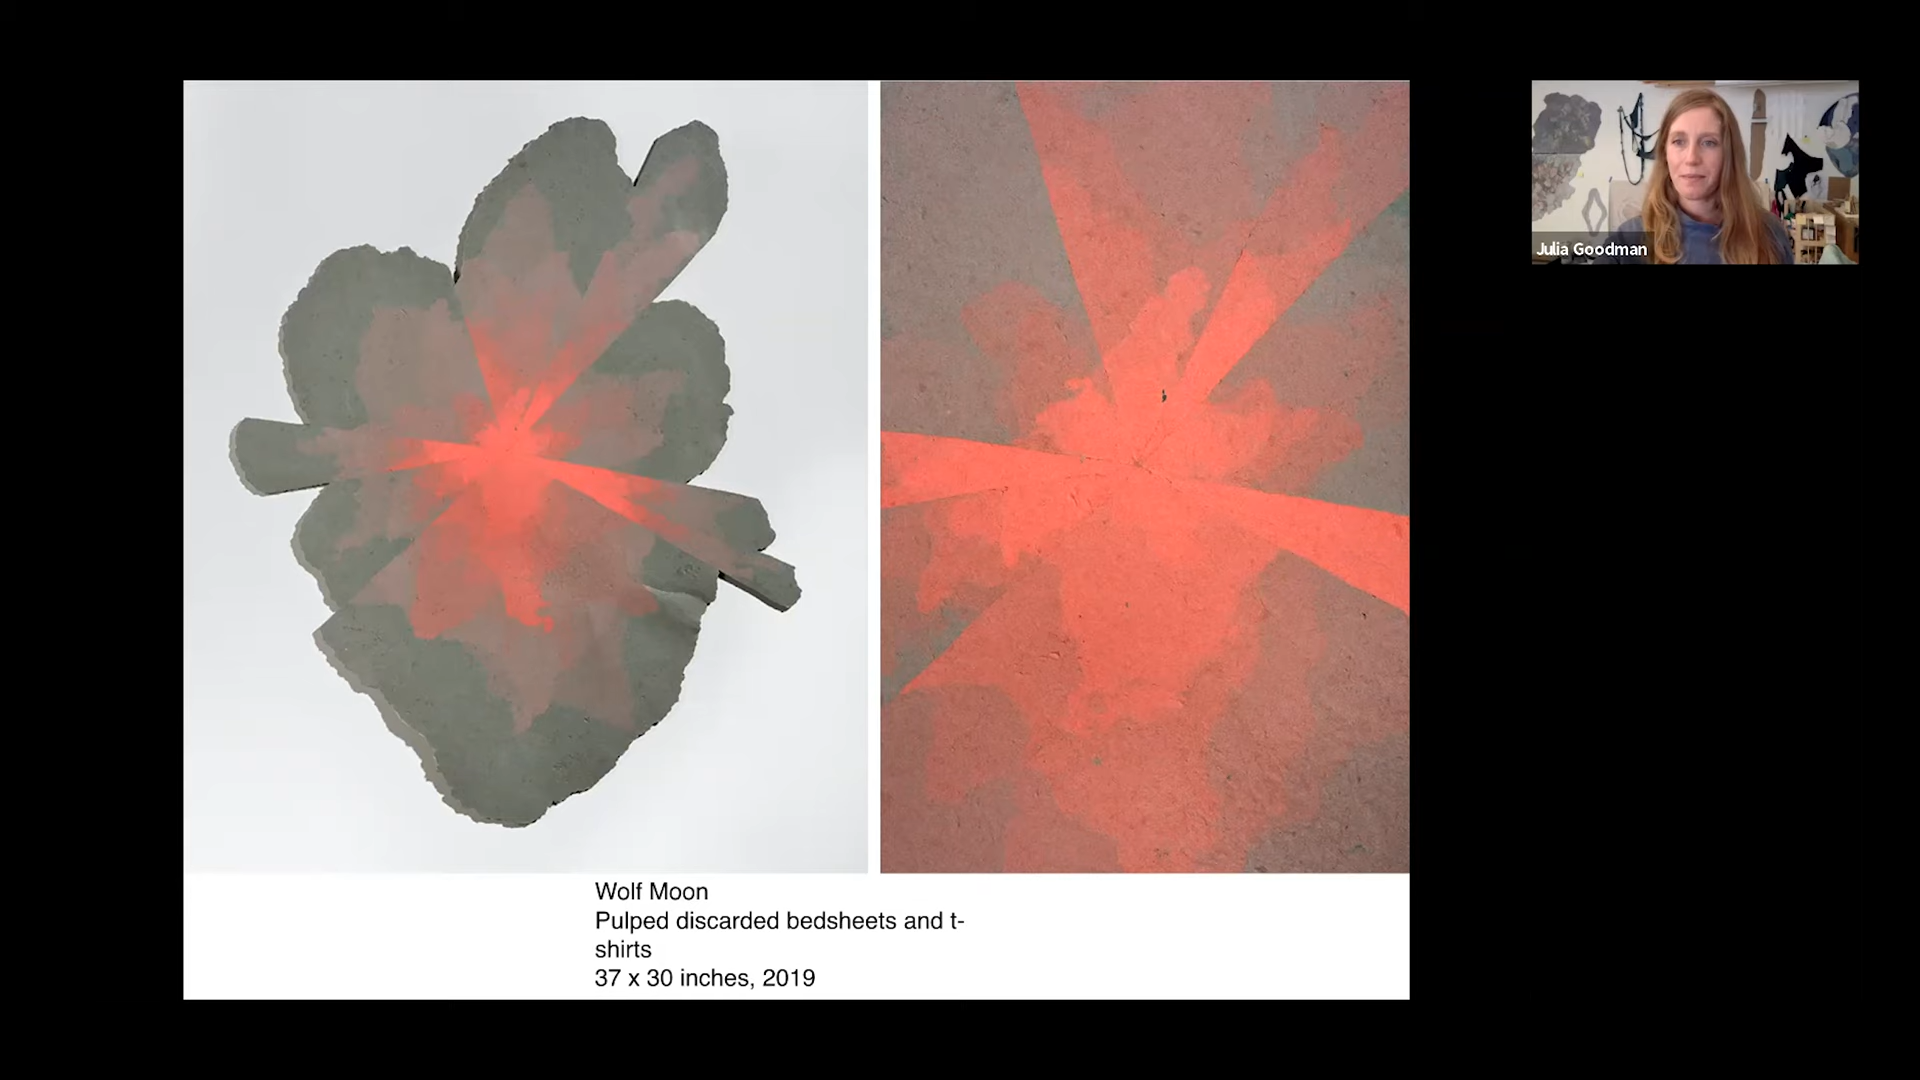 Julia Goodman
Wolf Moon
Pulped discarded bedsheets and t-
shirts
37 x 30 inches, 2019